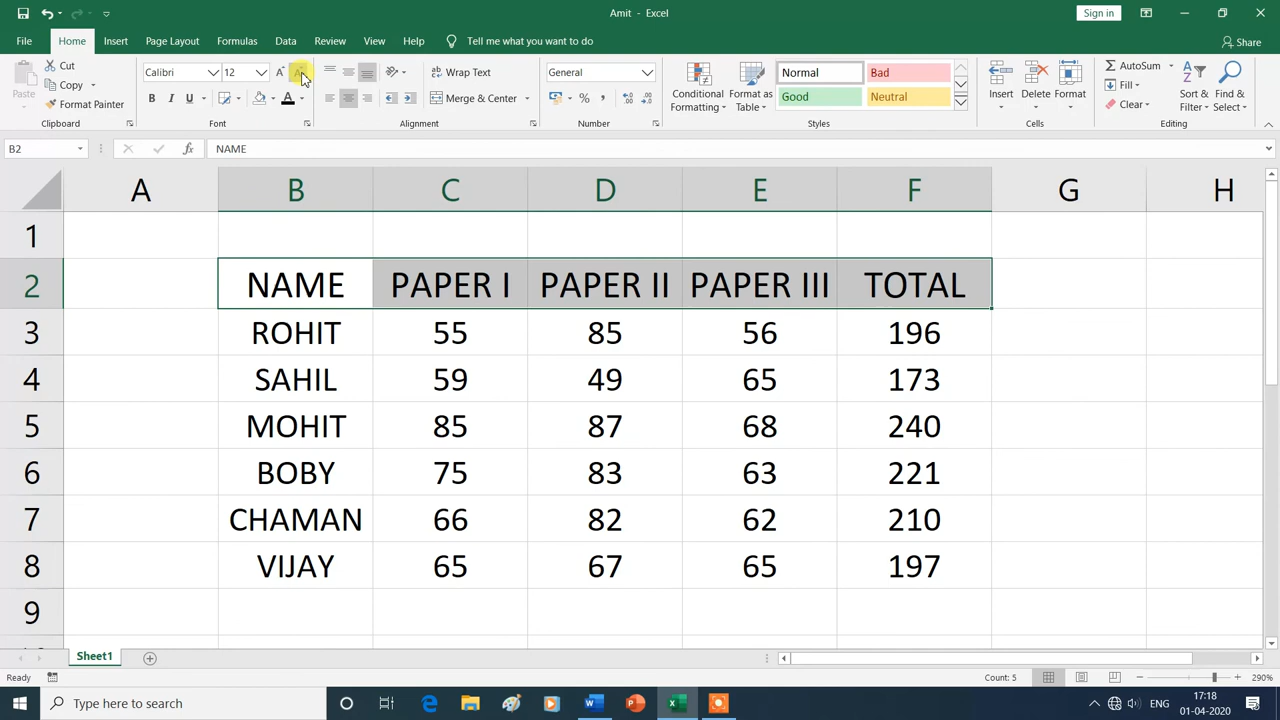 Amit - Excel
Sign in
File Home Insert Page Layout Formulas Data Review View Help Tell me what you want to do Share
Paste Cut Copy Format Painter
Clipboard
Calibri 12
B I U A
Font
Wrap Text
Merge & Center
Alignment
General
% ,
Number
Conditional Formatting Format as Table
Normal Bad
Good Neutral
Styles
Insert Delete Format
Cells
AutoSum
Fill
Clear
Sort & Filter Find & Select
Editing
B2 fx NAME
A B C D E F G H
1
2 NAME PAPER I PAPER II PAPER III TOTAL
3 ROHIT 55 85 56 196
4 SAHIL 59 49 65 173
5 MOHIT 85 87 68 240
6 BOBY 75 83 63 221
7 CHAMAN 66 82 62 210
8 VIJAY 65 67 65 197
9
Sheet1
Ready Count: 5 290%
Type here to search ENG 17:18
01-04-2020